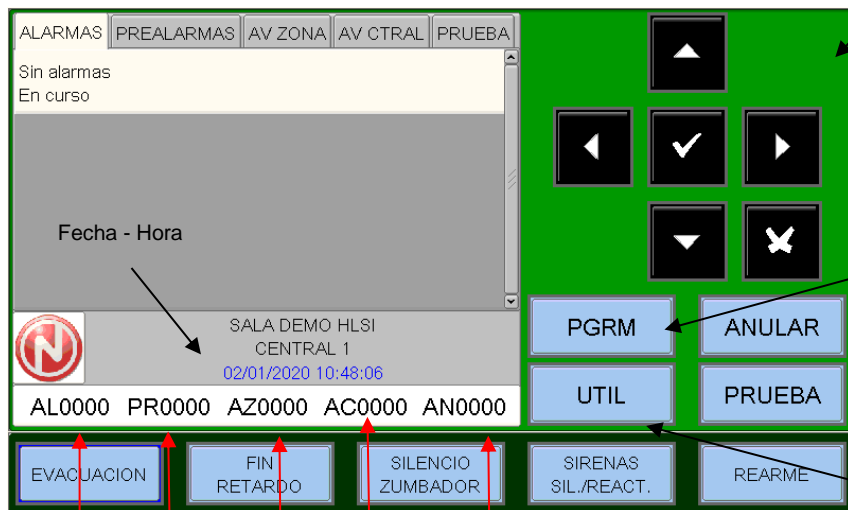 ALARMAS PREALARMAS AV ZONA AV CTRAL PRUEBA
Sin alarmas
En curso
Fecha - Hora
SALA DEMO HLSI
CENTRAL 1
02/01/2020 10:48:06
AL0000 PR0000 AZ0000 AC0000 AN0000
PGRM ANULAR
UTIL PRUEBA
EVACUACION
FIN
RETARDO
SILENCIO
ZUMBADOR
SIRENAS
SIL./REACT.
REARME